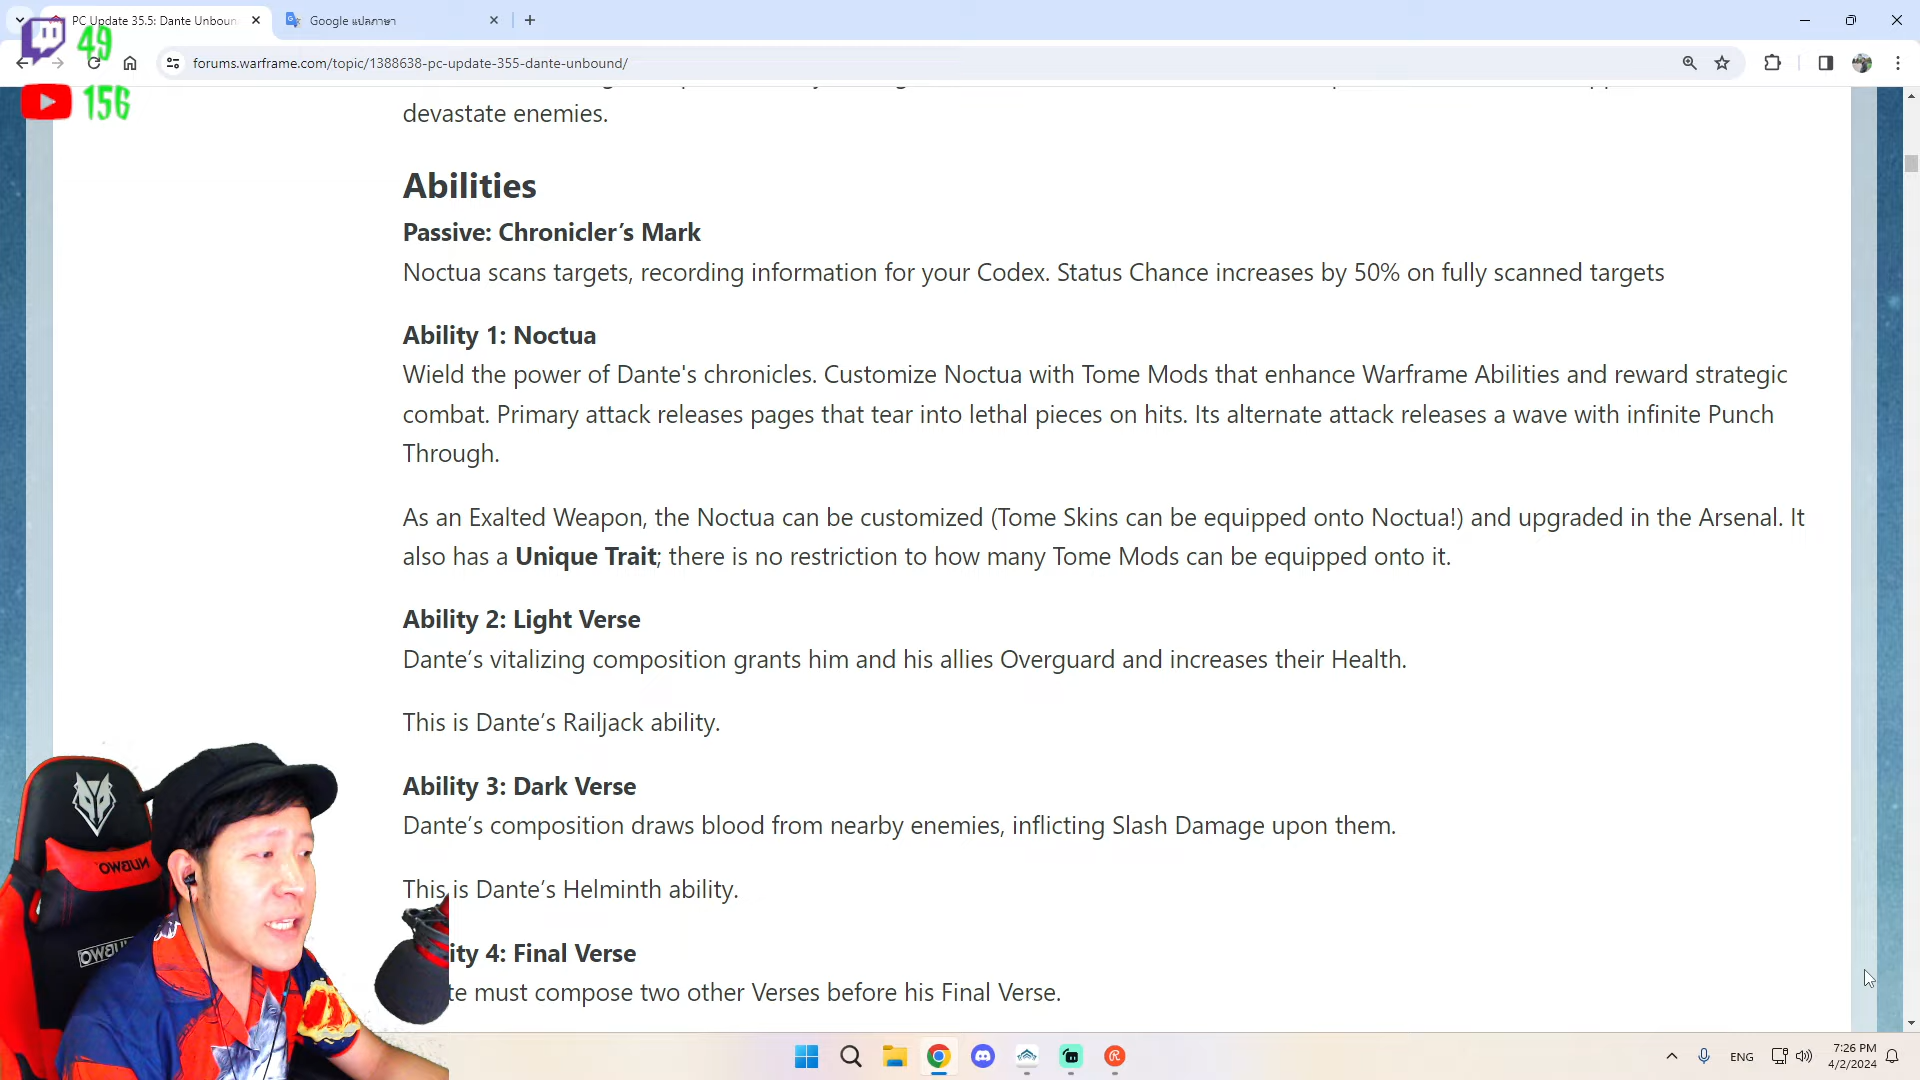 PC Update 35.5: Dante Unboun
Google แปลภาษา
49
forums.warframe.com/topic/1388638-pc-update-355-dante-unbound/
156
devastate enemies.
Abilities
Passive: Chronicler’s Mark
Noctua scans targets, recording information for your Codex. Status Chance increases by 50% on fully scanned targets
Ability 1: Noctua
Wield the power of Dante's chronicles. Customize Noctua with Tome Mods that enhance Warframe Abilities and reward strategic
combat. Primary attack releases pages that tear into lethal pieces on hits. Its alternate attack releases a wave with infinite Punch
Through.
As an Exalted Weapon, the Noctua can be customized (Tome Skins can be equipped onto Noctua!) and upgraded in the Arsenal. It
also has a Unique Trait; there is no restriction to how many Tome Mods can be equipped onto it.
Ability 2: Light Verse
Dante’s vitalizing composition grants him and his allies Overguard and increases their Health.
This is Dante’s Railjack ability.
Ability 3: Dark Verse
Dante’s composition draws blood from nearby enemies, inflicting Slash Damage upon them.
This is Dante’s Helminth ability.
ity 4: Final Verse
te must compose two other Verses before his Final Verse.
NUBWO
NUBWO
ENG
7:26 PM
4/2/2024